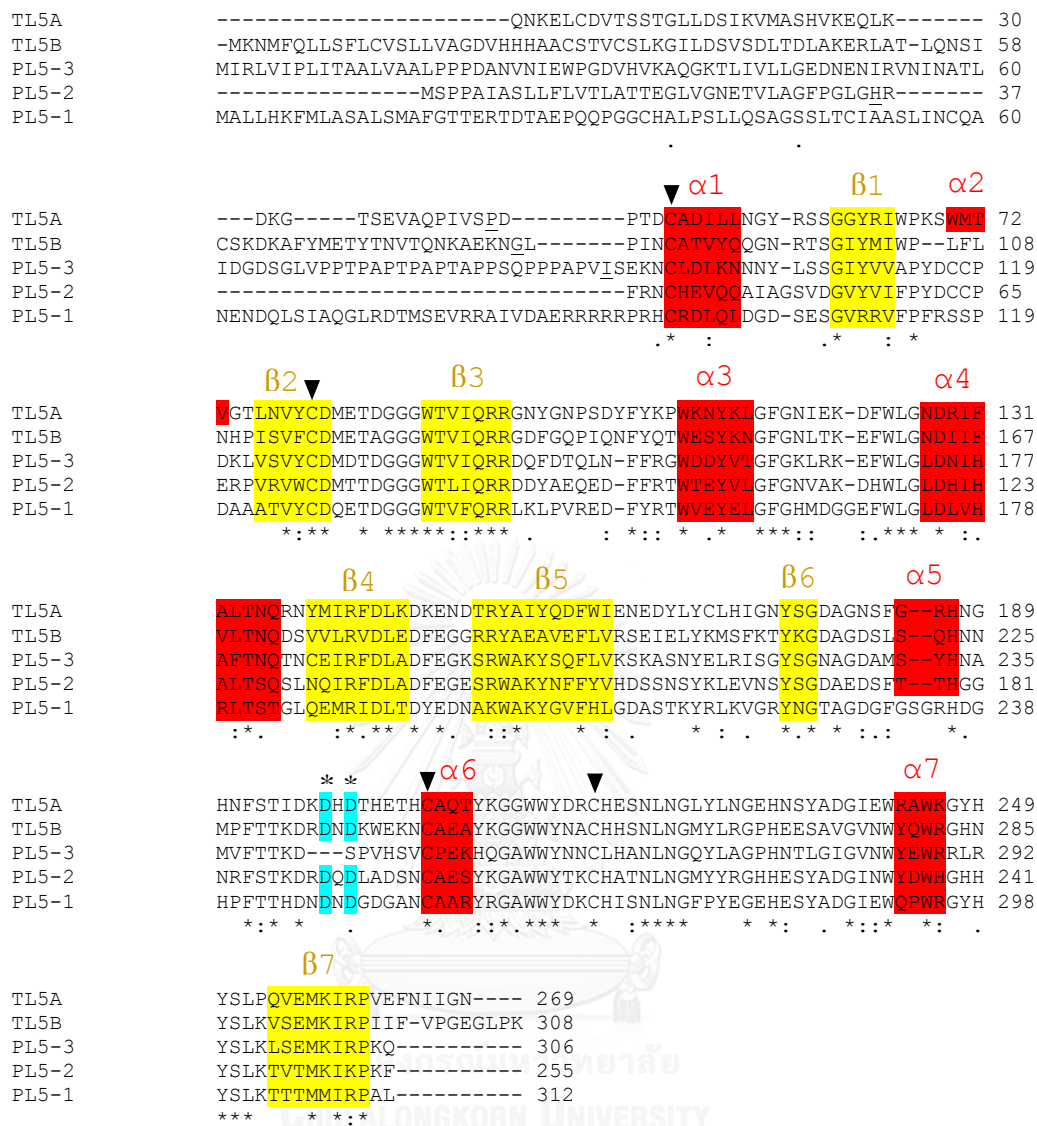 TL5A -----------------------QNKELCDVTSSTGLLDSIKVMASHVKEQLK------- 30
TL5B -MKNMFQLLSFLCVSLLVAGDVHHHAACSTVCSLKGILDSVSDLTDLAKERLAT-LQNSI 58
PL5-3 MIRLVIPLITAALVAALPPPDANVNIEWPGDVHVKAQGKTLIVLLGEDNENIRVNINATL 60
PL5-2 ----------------MSPPAIASLLFLVTLATTEGLVGNETVLAGFPGLGHR------- 37
PL5-1 MALLHKFMLASALSMAFGTTERTDTAEPQQPGGCHALPSLLQSAGSSLTCIAASLINCQA 60
. .
▼ α1 β1 α2
TL5A ---DKG----TSEVAQPIVSPD---------PTDCADILLNGY-RSSGGYRIWPKSWMT 72
TL5B CSKDKAFYMETYTNVTQNKAEKNGL-------PINCATVYQQGN-RTSGIYMIWP--LFL 108
PL5-3 IDGDSGLVPPTPAPTPAPTAPPSQPPPAPVISEKNCLDLKNNNY-LSSGIYVVAPYDCCP 119
PL5-2 --------------------------------FRNCHEVQQAIAGSVDGVYVIFPYDCCP 65
PL5-1 NENDQLSIAQGLRDTMSEVRRAIVDAERRRRRRPRHCRDLQLDGD-SESGVRRVFPFRSSP 119
.* : .* : *
β2 ▼ β3 α3 α4
TL5A VGTLNVYCDMETDGGGWTVIQRRGNYGNPSDYFYKPWKNYKLGFGNIEK-DFWLGNDRIF 131
TL5B NHPISVFCDMETAGGGWTVIQRRGDFGQPIQNFYQTWESYKNGFGNLTK-EFWLGNDIIF 167
PL5-3 DKLVSVYCDMDTDGGGWTVIQRRDQFDTQLN-FFRGWDDYVTGFGKLRK-EFWLGLDNIH 177
PL5-2 ERPVRVWCDMTTDGGGWTLIQRRDDYAEQED-FFRTWTEYVLGFGNVAK-DHWLGLDHIH 123
PL5-1 DAAATVYCDQETDGGGWTVFQRRLKLPVRED-FYRTWVEYELGFGHMDGGEFWLGLDLVH 178
*:** * *****::*** . : *:: * .* ***:: :.*** * :.
β4 β5 β6 α5
TL5A ALTNQRNYMIRFDLKDKENDTRYAIYQDFWIENEDYLYCLHIGNYSGDAGNSFG--RHNG 189
TL5B VLTNQDSVVLRVDLEDFEGGRRYAEAVEFLVRSEIELYKMSFKTYKGDAGDSLS--QHNN 225
PL5-3 AFTNQTNCEIRFDLADFEGKSRWAKYSQFLVKSKASNYELRISGYSGNAGDAMS--YHNA 235
PL5-2 ALTSQSLNQIRFDLADFEGESRWAKYNFFYVHDSSNSYKLEVNSYSGDAEDSFT--THGG 181
PL5-1 RLTSTGLQEMRIDLTDYEDNAKWAKYGVFHLGDASTKYRLKVGRYNGTAGDGFGSGRHDG 238
:*. :*.** * *. ::* * : . * : . *.* * :.: *.
* * ▼ α6 ▼ α7
TL5A HNFSTIDKDHDTHETHCAQTYKGGWWYDRCHESNLNGLYLNGEHNSYADGIEWRAWKGYH 249
TL5B MPFTTKDRDNDKWEKNCAEAYKGGWWYNACHHSNLNGMYLRGPHEESAVGVNWYQWRGHN 285
PL5-3 MVFTTKD---SPVHSVCPEKHQGAWWYNNCLHANLNGQYLAGPHNTLGIGVNWYEWRRLR 292
PL5-2 NRFSTKDRDQDLADSNCAESYKGAWWYTKCHATNLNGMYYRGHHESYADGINWYDWHGHH 241
PL5-1 HPFTTHDNDNDGDGANCAARYRGAWWYDKCHISNLNGFPYEGEHESYADGIEWQPWRGYH 298
*:* * . *. ::*.*** * :**** * *: . *::* *: .
β7
TL5A YSLPQVEMKIRPVEFNIIGN---- 269
TL5B YSLKVSEMKIRPIIF-VPGEGLPK 308
PL5-3 YSLKLSEMKIRPKQ---------- 306
PL5-2 YSLKTVTMKIKPKF---------- 255
PL5-1 YSLKTTTMMIRPAL---------- 312
*** * *:*
CHULALONGKORN UNIVERSITY